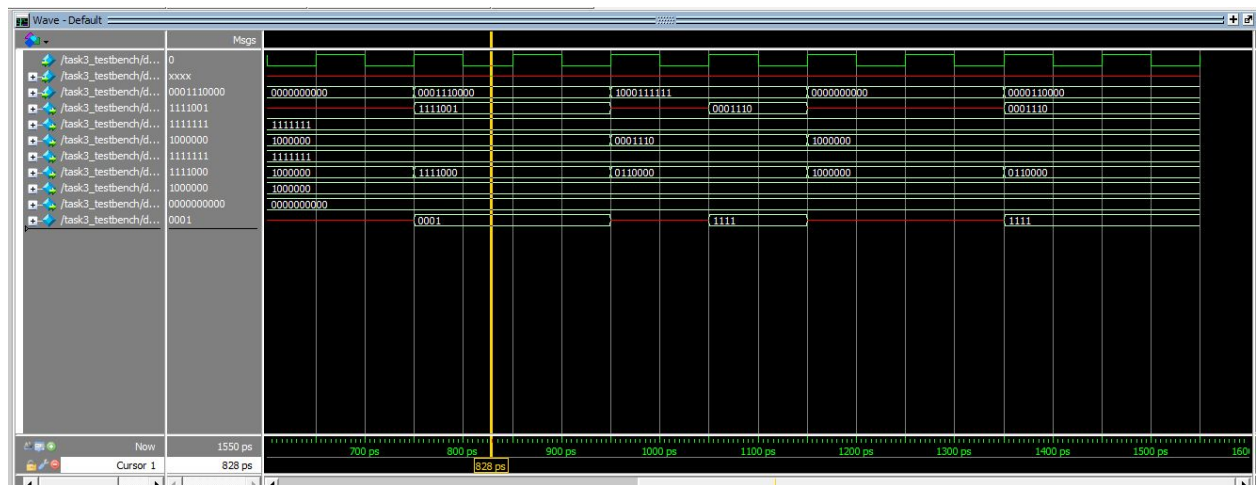 Wave - Default
Msgs
/task3_testbench/d... 0
/task3_testbench/d... xxxx
/task3_testbench/d... 0001110000 0000000000 0001110000 1000111111 0000000000 0000110000
/task3_testbench/d... 1111001 1111001 0001110 0001110
/task3_testbench/d... 1111111 1111111
/task3_testbench/d... 1000000 1000000 0001110 1000000
/task3_testbench/d... 1111111 1111111
/task3_testbench/d... 1111000 1000000 1111000 0110000 1000000 0110000
/task3_testbench/d... 1000000 1000000
/task3_testbench/d... 0000000000 0000000000
/task3_testbench/d... 0001 0001 1111 1111
Now 1550 ps 700 ps 800 ps 900 ps 1000 ps 1100 ps 1200 ps 1300 ps 1400 ps 1500 ps 160
Cursor 1 828 ps 828 ps